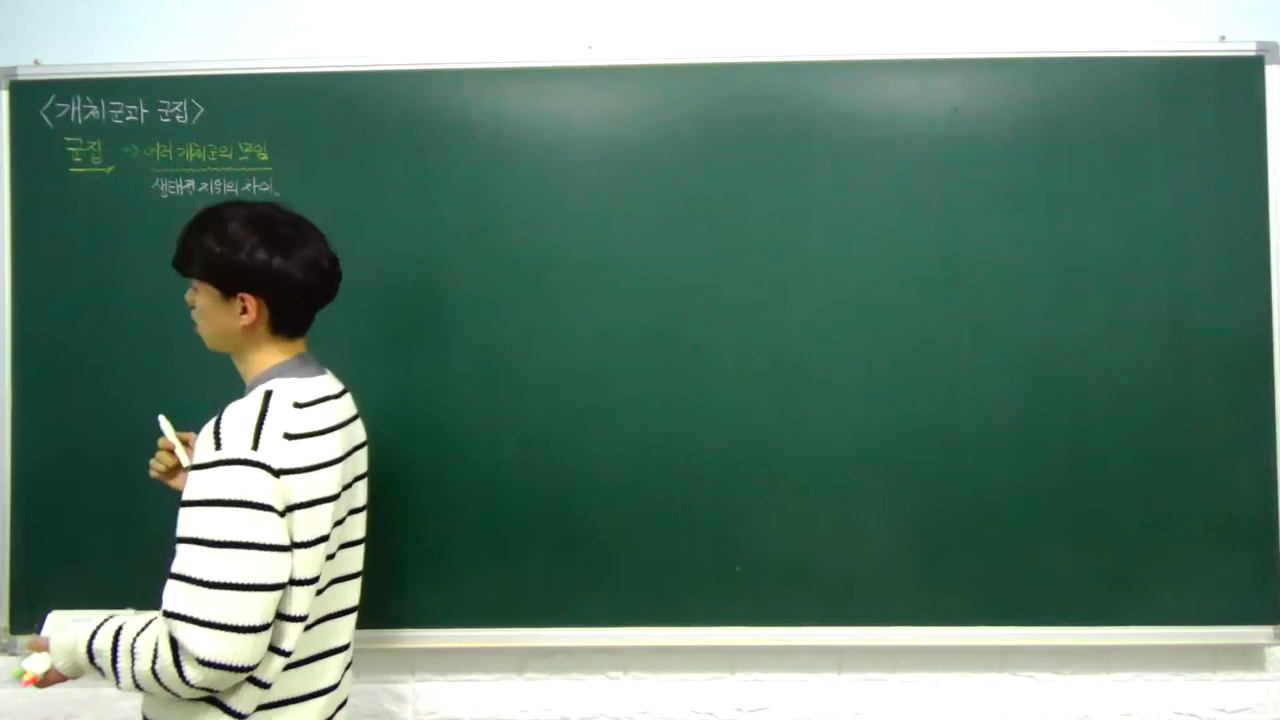 <개체군과 군집>
군집 → 여러 개체군의 모임
생태적 지위의 차이.